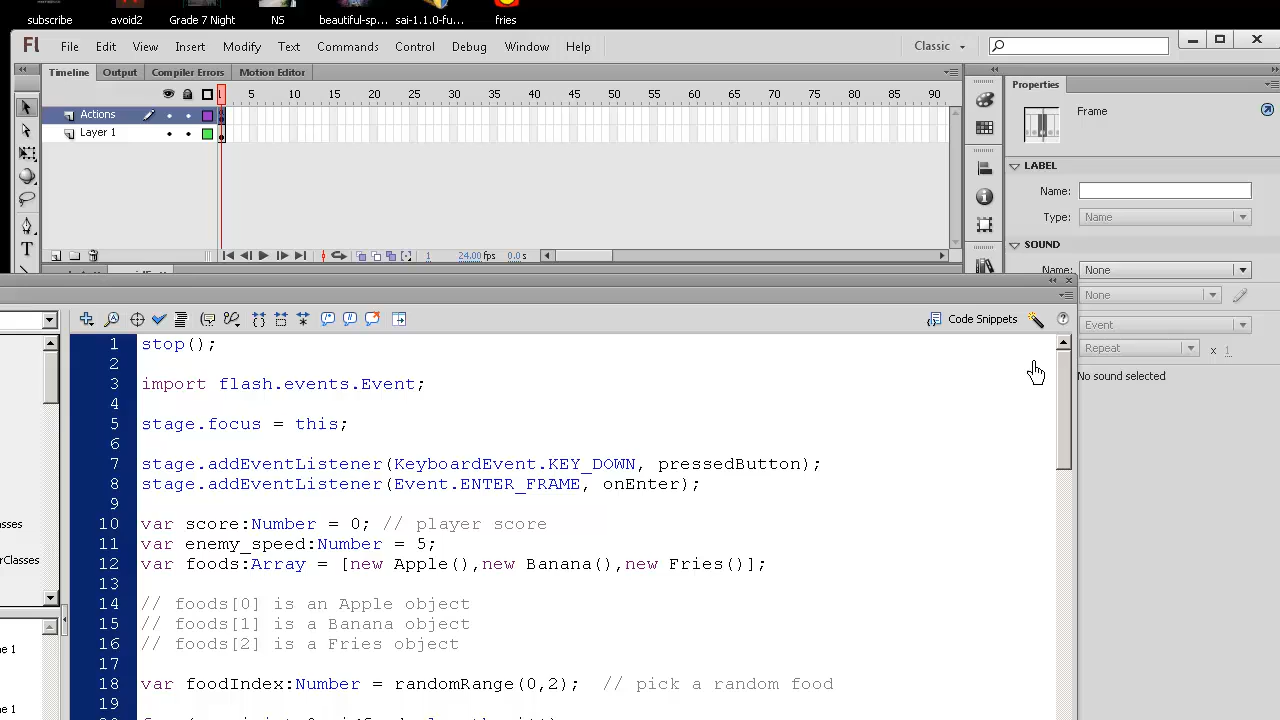 subscribe avoid2 Grade 7 Night NS beautiful-sp... sai-1.1.0-fu... fries
Fl File Edit View Insert Text Modify Commands Control Debug Window Help Classic
Timeline Output Compiler Errors Motion Editor
1 5 10 15 20 25 30 35 40 45 50 55 60 65 70 75 80 85 90
Actions
Layer 1
1 24.00fps 0.0s
Properties
Frame
LABEL
Name:
Type: Name
SOUND
Name: None
None
Event
Repeat x 1
No sound selected
Code Snippets
1 stop();
2
3 import flash.events.Event;
4
5 stage.focus = this;
6
7 stage.addEventListener(KeyboardEvent.KEY_DOWN, pressedButton);
8 stage.addEventListener(Event.ENTER_FRAME, onEnter);
9
10 var score:Number = 0; // player score
11 var enemy_speed:Number = 5;
12 var foods:Array = [new Apple(),new Banana(),new Fries()];
13
14 // foods[0] is an Apple object
15 // foods[1] is a Banana object
16 // foods[2] is a Fries object
17
18 var foodIndex:Number = randomRange(0,2); // pick a random food
19